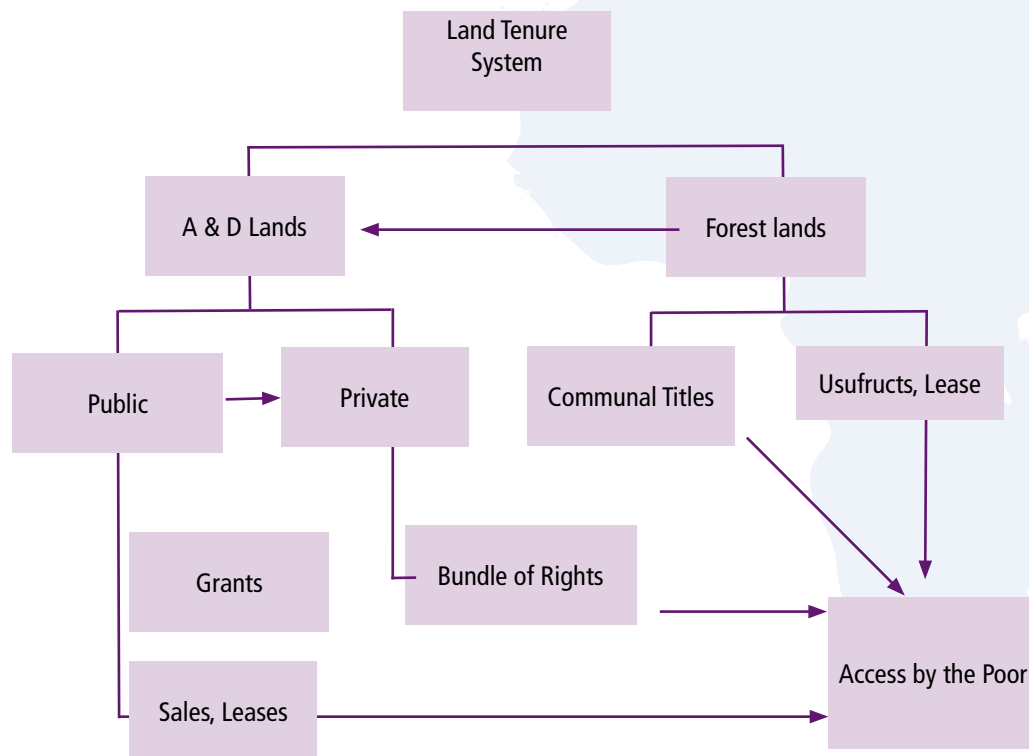 Land Tenure
System
A & D Lands
Forest lands
Public
Private
Communal Titles
Usufructs, Lease
Grants
Bundle of Rights
Sales, Leases
Access by the Poor